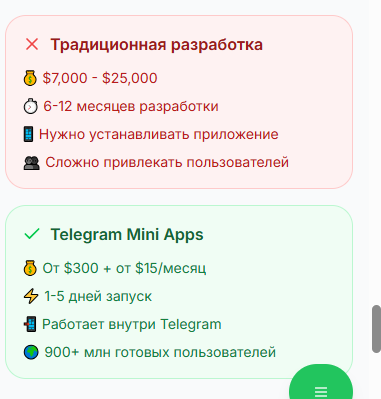 Традиционная разработка
$7,000 - $25,000
6-12 месяцев разработки
Нужно устанавливать приложение
Сложно привлекать пользователей
Telegram Mini Apps
От $300 + от $15/месяц
1-5 дней запуск
Работает внутри Telegram
900+ млн готовых пользователей